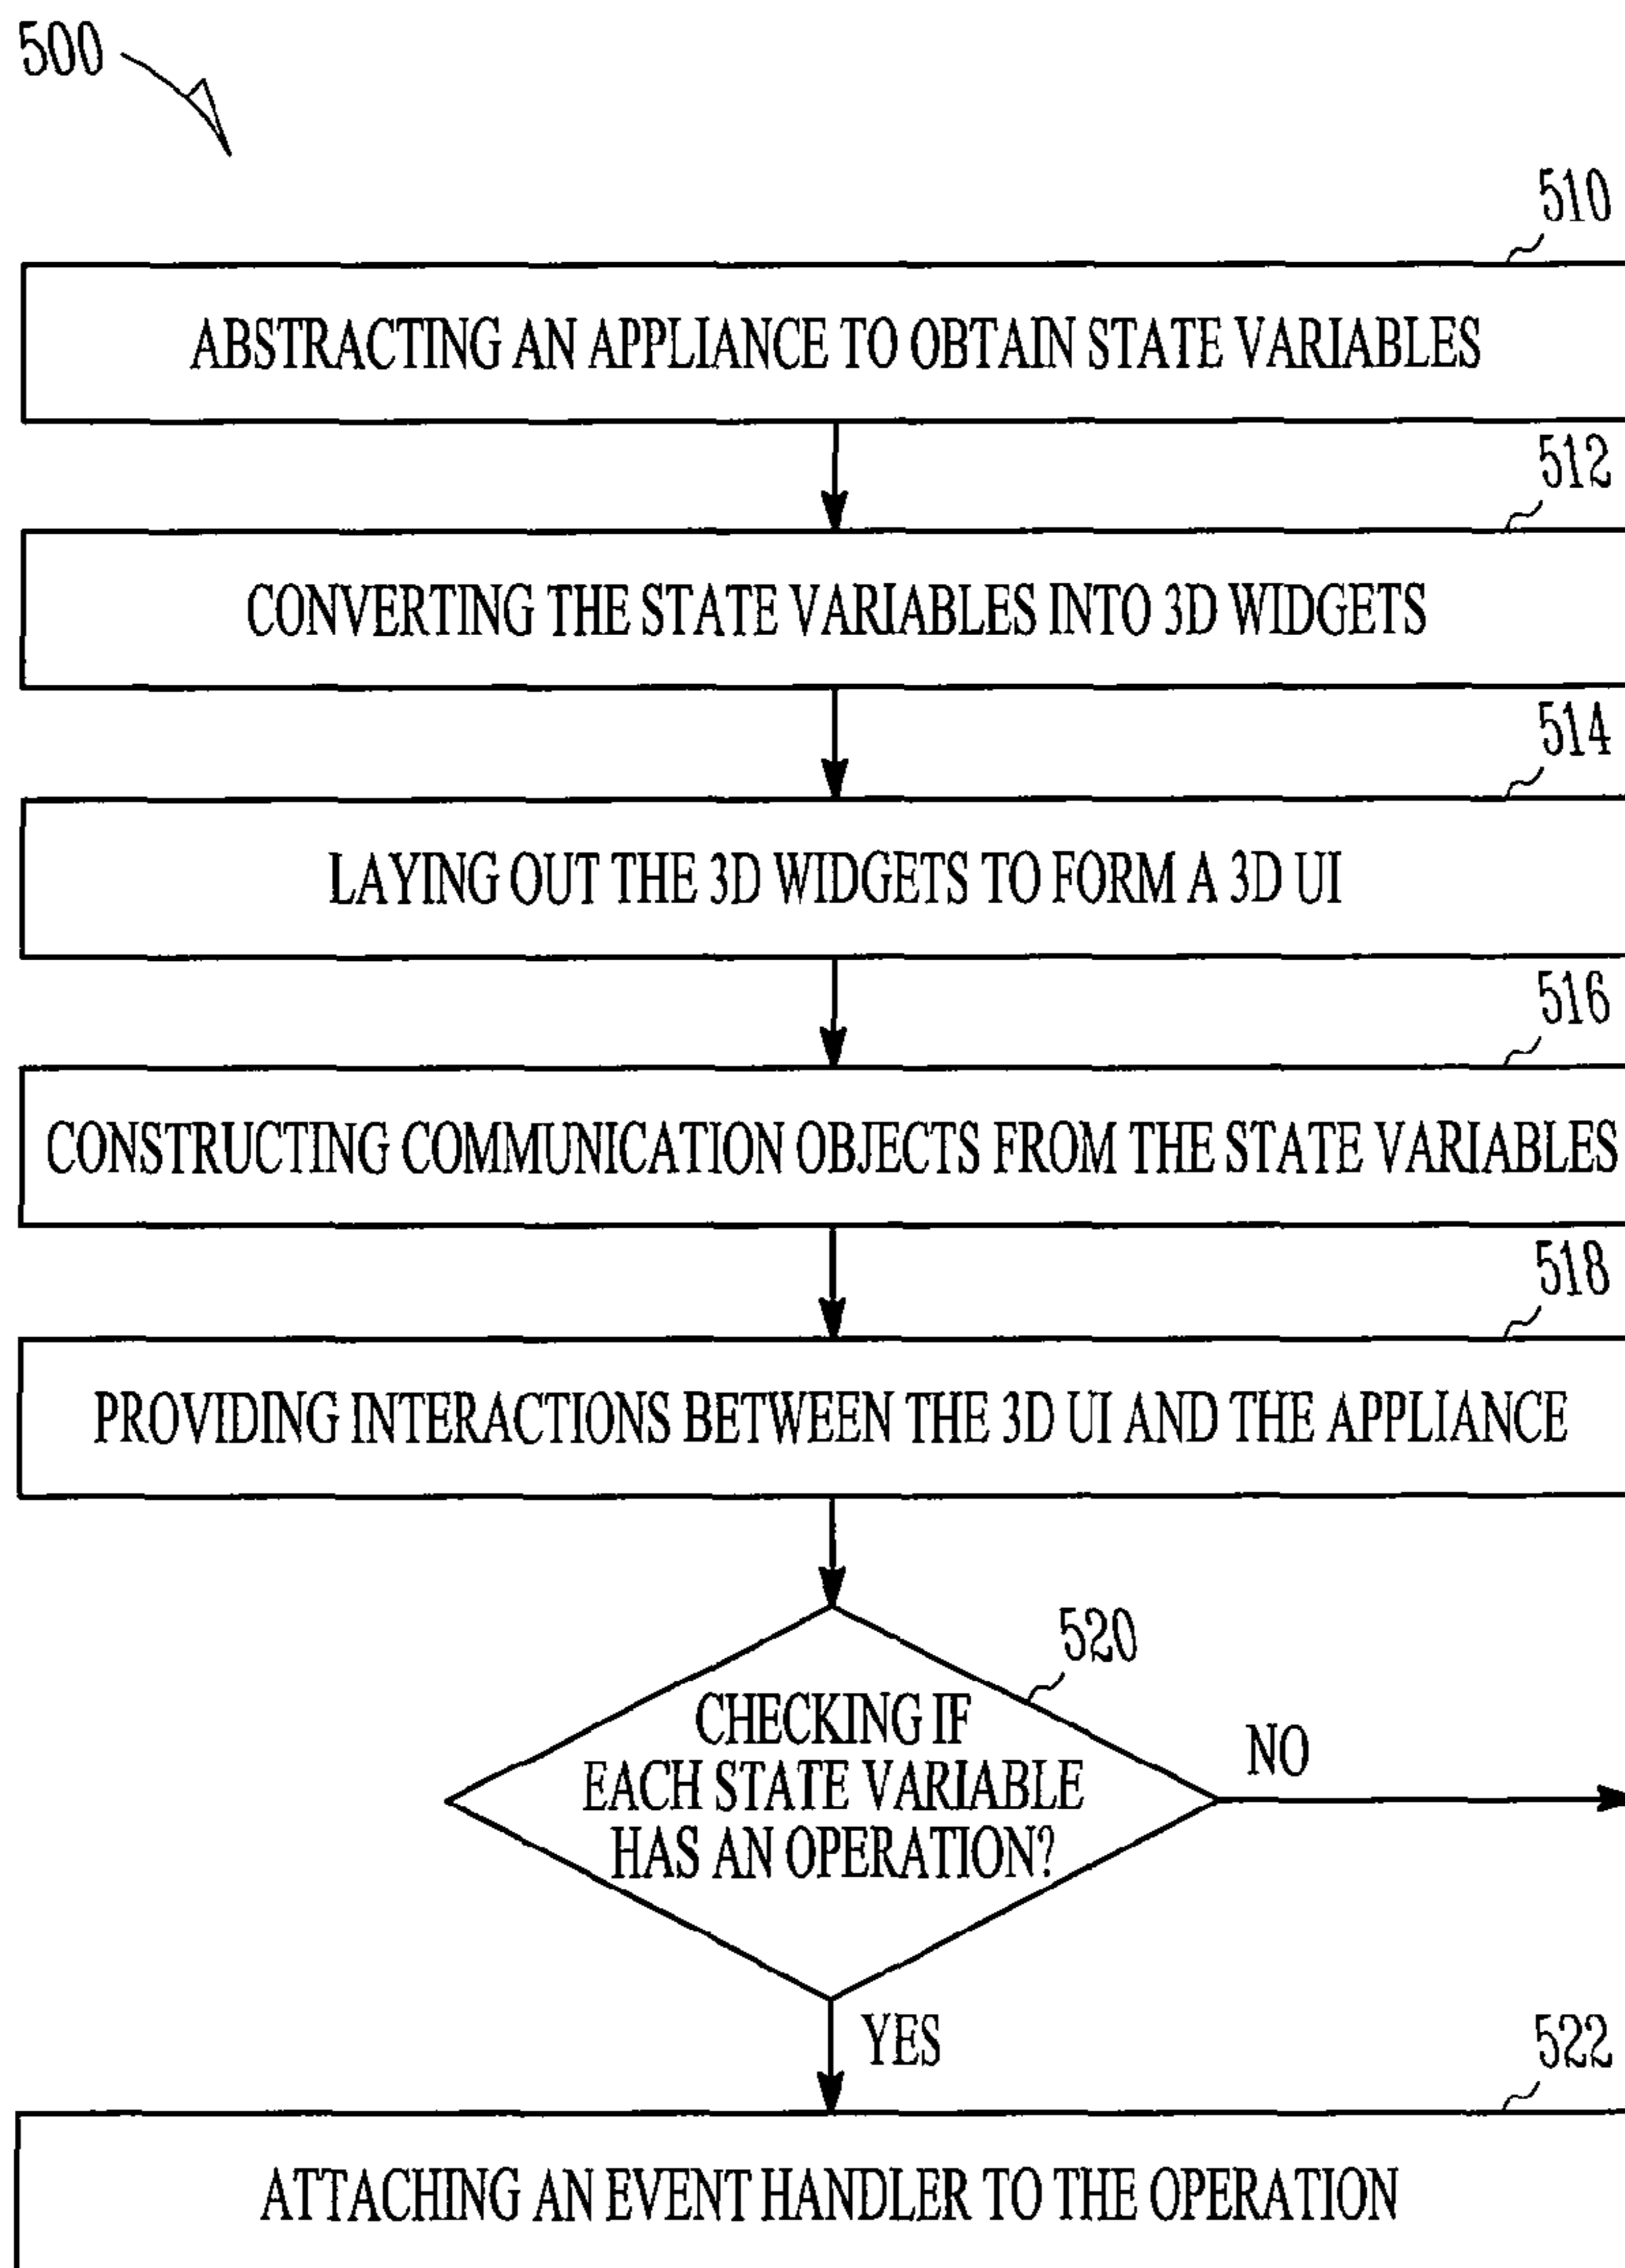 500
510
ABSTRACTING AN APPLIANCE TO OBTAIN STATE VARIABLES
512
CONVERTING THE STATE VARIABLES INTO 3D WIDGETS
514
LAYING OUT THE 3D WIDGETS TO FORM A 3D UI
516
CONSTRUCTING COMMUNICATION OBJECTS FROM THE STATE VARIABLES
518
PROVIDING INTERACTIONS BETWEEN THE 3D UI AND THE APPLIANCE
520
CHECKING IF
EACH STATE VARIABLE
HAS AN OPERATION?
NO
YES
522
ATTACHING AN EVENT HANDLER TO THE OPERATION